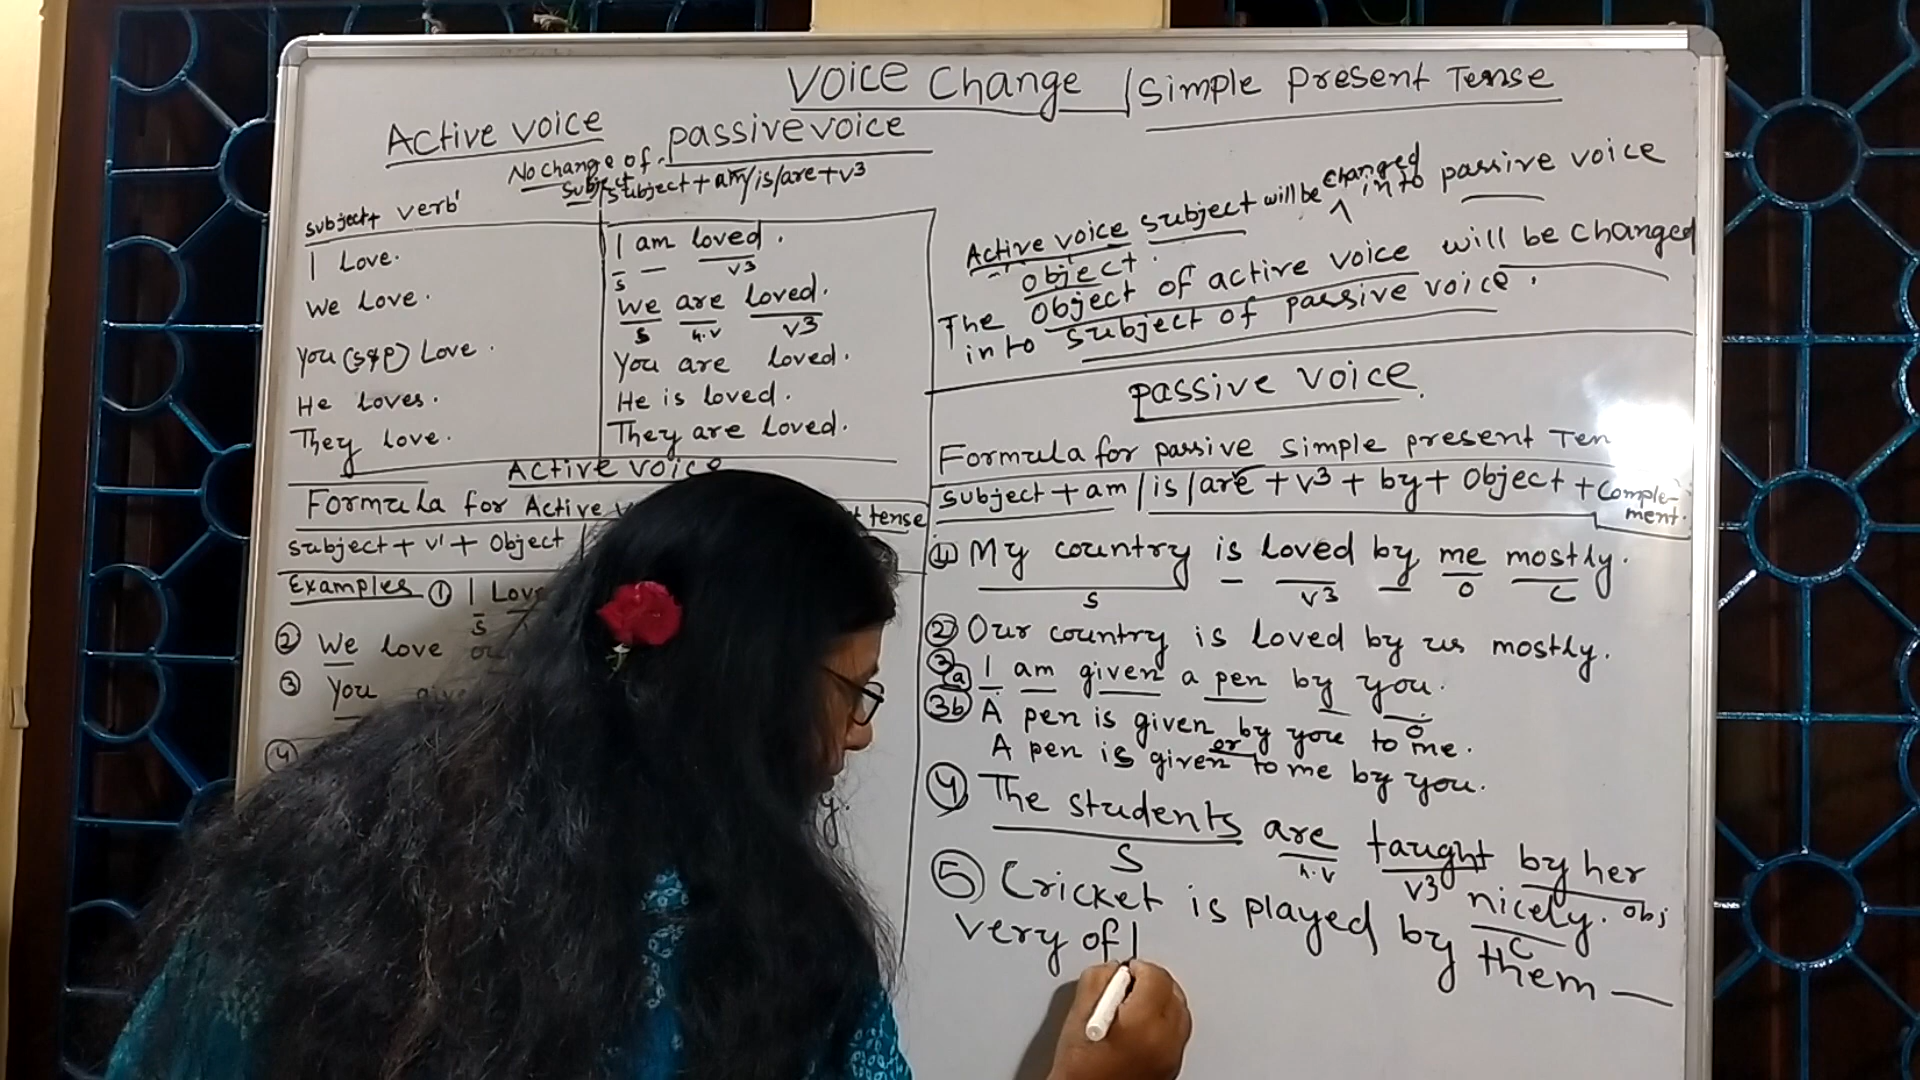 Voice Change / Simple Present Tense
Active voice
passive voice
No change of subject
subject + verb¹
subject + am/is/are + v3
I Love.
I am loved.
s v3
We Love.
We are loved.
s h.v v3
You (S&P) Love.
You are loved.
He Loves.
He is loved.
They Love.
They are loved.
Active voice subject will be changed into passive voice
object.
The object of active voice will be changed
into subject of passive voice.
Active voice
Formula for Active
tense
subject + v¹ + Object /
Examples ① I Lov
s
② We love
③ You give
④
y.
passive voice.
Formula for passive simple present Ten
subject + am / is / are + v3 + by + object + comple-
ment.
① My country is loved by me mostly.
s v3 o c
② Our country is loved by us mostly.
③ⓐ I am given a pen by you.
o
③b A pen is given by you to me.
or
A pen is given to me by you.
④ The students are taught by her
S h.v v3 obj
nicely.
c
⑤ Cricket is played by them —
very of